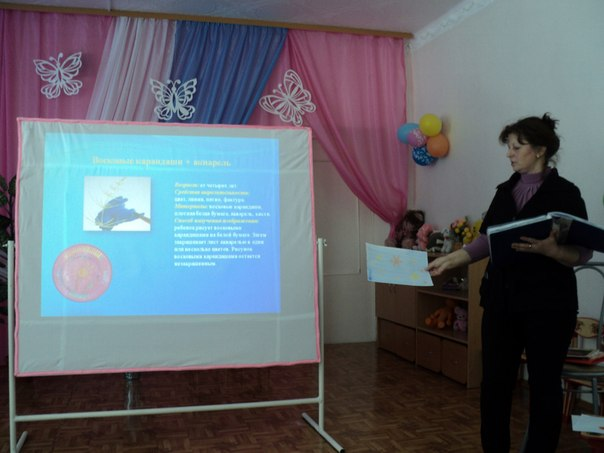 Восковые карандаши + акварель
Возраст: от четырех лет.
Средства выразительности:
цвет, линия, пятно, фактура.
Материалы: восковые карандаши,
плотная белая бумага, акварель, кисти.
Способ получения изображения:
ребенок рисует восковыми
карандашами на белой бумаге. Затем
закрашивает лист акварелью в один
или несколько цветов. Рисунок
восковыми карандашами остается
незакрашенным.